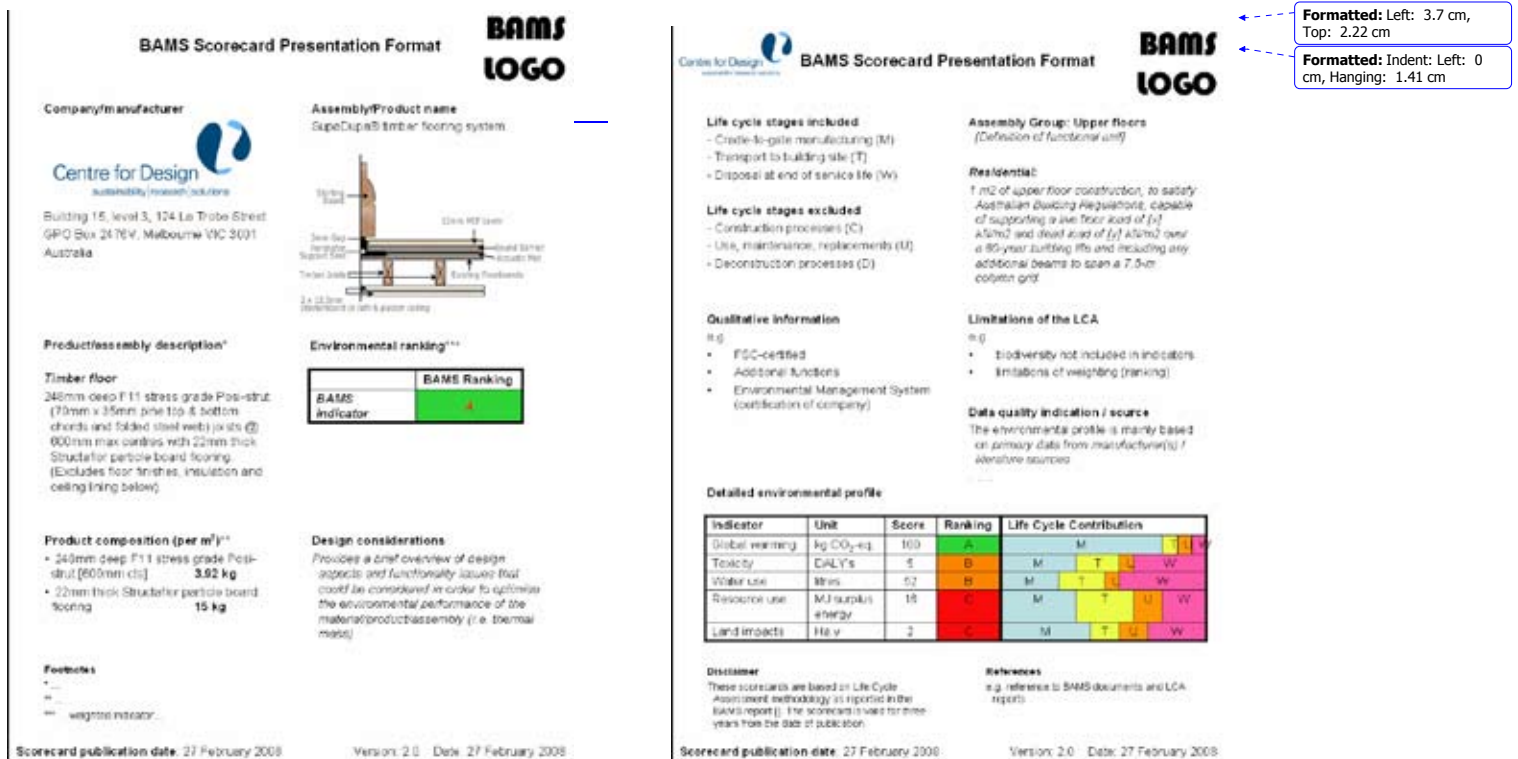 BAMS Scorecard Presentation Format
BAMS
LOGO
Company/manufacturer
Centre for Design
sustainability research solutions
Building 15, level 3, 124 La Trobe Street
GPO Box 2476V, Melbourne VIC 3001
Australia
Assembly/Product name
SupeDupa® timber flooring system
Timber Joists
Existing Floorboards
Product/assembly description*
Timber floor
248mm deep F11 stress grade Posi-strut
(70mm x 35mm pine top & bottom
chords and folded steel web) joists @
600mm max centres with 22mm thick
Structaflor particle board flooring.
(Excludes floor finishes, insulation and
ceiling lining below)
Environmental ranking***
BAMS Ranking
BAMS
indicator
A
Product composition (per m²)**
• 248mm deep F11 stress grade Posi-
strut [600mm cts] 3.92 kg
• 22mm thick Structaflor particle board
flooring 15 kg
Design considerations
Provides a brief overview of design
aspects and functionality issues that
could be considered in order to optimise
the environmental performance of the
material/product/assembly (i.e. thermal
mass)
Footnotes
* ...
** ...
*** weighted indicator...
Scorecard publication date: 27 February 2008 Version: 2.0 Date: 27 February 2008
Centre for Design
BAMS Scorecard Presentation Format
BAMS
LOGO
Life cycle stages included
- Cradle-to-gate manufacturing (M)
- Transport to building site (T)
- Disposal at end of service life (W)
Life cycle stages excluded
- Construction processes (C)
- Use, maintenance, replacements (U)
- Deconstruction processes (D)
Assembly Group: Upper floors
(Definition of functional unit)
Residential:
1 m2 of upper floor construction, to satisfy
Australian Building Regulations, capable
of supporting a live floor load of [x]
kN/m2 and dead load of [y] kN/m2 over
a 60-year building life and including any
additional beams to span a 7.5-m
column grid.
Qualitative information
e.g.
• FSC-certified
• Additional functions
• Environmental Management System
(certification of company)
Limitations of the LCA
e.g.
• biodiversity not included in indicators
• limitations of weighting (ranking)
Data quality indication / source
The environmental profile is mainly based
on primary data from manufacturer(s) /
literature sources
Detailed environmental profile
Indicator Unit Score Ranking Life Cycle Contribution
Global warming kg CO₂-eq. 100 A M T U W
Toxicity DALY's 5 B M T U W
Water use litres 52 B M T U W
Resource use MJ surplus energy C M T U W
Land impacts Ha.y 2 C M T U W
Disclaimer
These scorecards are based on Life Cycle
Assessment methodology as reported in the
BAMS report []. The scorecard is valid for three
years from the date of publication
References
e.g. reference to BAMS documents and LCA
reports
Scorecard publication date: 27 February 2008 Version: 2.0 Date: 27 February 2008
Formatted: Left: 3.7 cm,
Top: 2.22 cm
Formatted: Indent: Left: 0
cm, Hanging: 1.41 cm